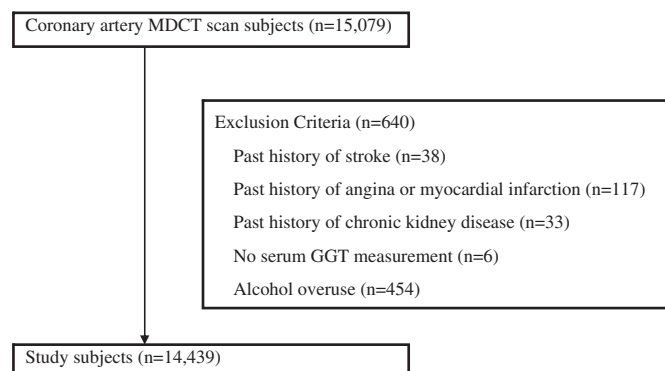 Coronary artery MDCT scan subjects (n=15,079)
Exclusion Criteria (n=640)
Past history of stroke (n=38)
Past history of angina or myocardial infarction (n=117)
Past history of chronic kidney disease (n=33)
No serum GGT measurement (n=6)
Alcohol overuse (n=454)
Study subjects (n=14,439)